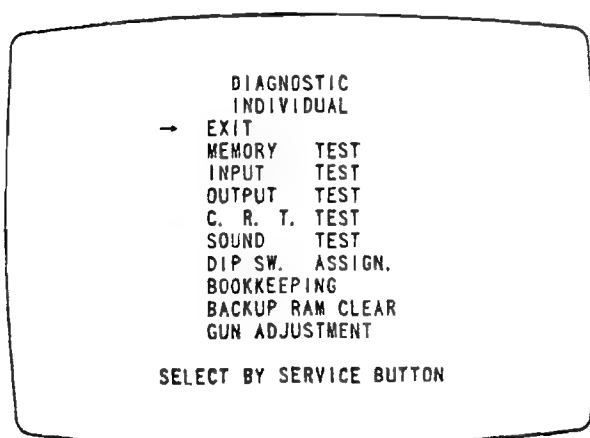 DIAGNOSTIC
INDIVIDUAL
→ EXIT
MEMORY TEST
INPUT TEST
OUTPUT TEST
C. R. T. TEST
SOUND TEST
DIP SW. ASSIGN.
BOOKKEEPING
BACKUP RAM CLEAR
GUN ADJUSTMENT
SELECT BY SERVICE BUTTON